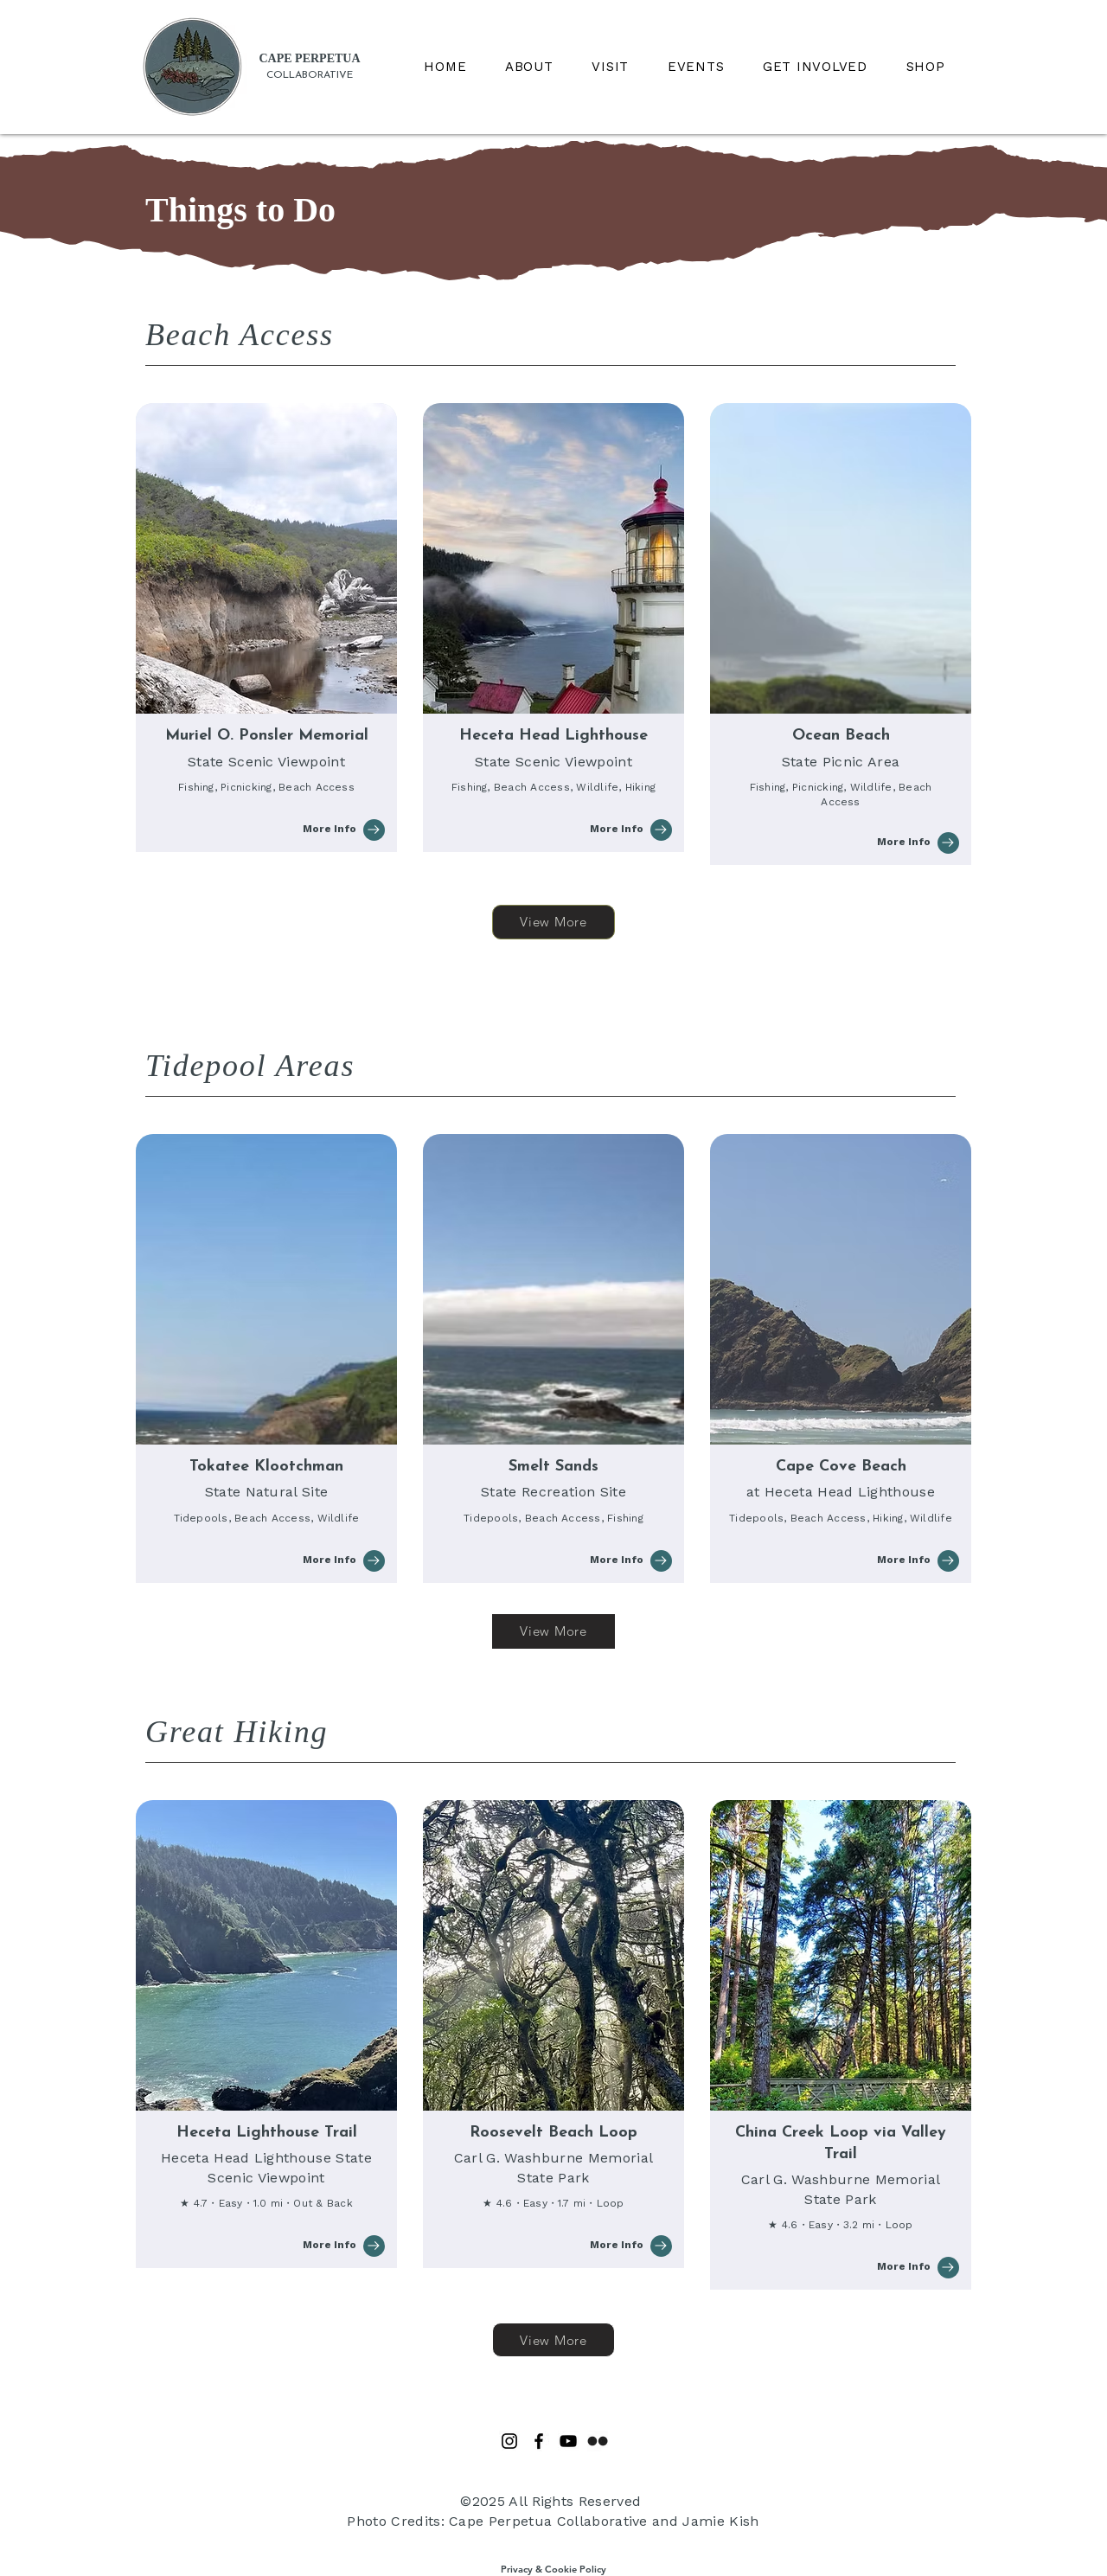 CAPE PERPETUA
COLLABORATIVE
HOME
ABOUT
VISIT
EVENTS
GET INVOLVED
SHOP
Things to Do
Beach Access
Muriel O. Ponsler Memorial
State Scenic Viewpoint
Fishing, Picnicking, Beach Access
More Info
Heceta Head Lighthouse
State Scenic Viewpoint
Fishing, Beach Access, Wildlife, Hiking
More Info
Ocean Beach
State Picnic Area
Fishing, Picnicking, Wildlife, Beach
Access
More Info
View More
Tidepool Areas
Tokatee Klootchman
State Natural Site
Tidepools, Beach Access, Wildlife
More Info
Smelt Sands
State Recreation Site
Tidepools, Beach Access, Fishing
More Info
Cape Cove Beach
at Heceta Head Lighthouse
Tidepools, Beach Access, Hiking, Wildlife
More Info
View More
Great Hiking
Heceta Lighthouse Trail
Heceta Head Lighthouse State
Scenic Viewpoint
★ 4.7 · Easy · 1.0 mi · Out & Back
More Info
Roosevelt Beach Loop
Carl G. Washburne Memorial
State Park
★ 4.6 · Easy · 1.7 mi · Loop
More Info
China Creek Loop via Valley
Trail
Carl G. Washburne Memorial
State Park
★ 4.6 · Easy · 3.2 mi · Loop
More Info
View More
©2025 All Rights Reserved
Photo Credits: Cape Perpetua Collaborative and Jamie Kish
Privacy & Cookie Policy